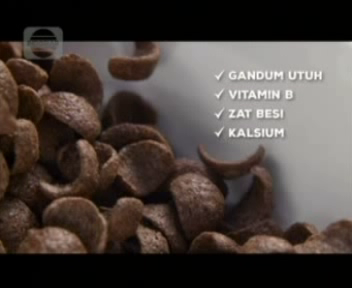 ✓ GANDUM UTUH
✓ VITAMIN B
✓ ZAT BESI
✓ KALSIUM